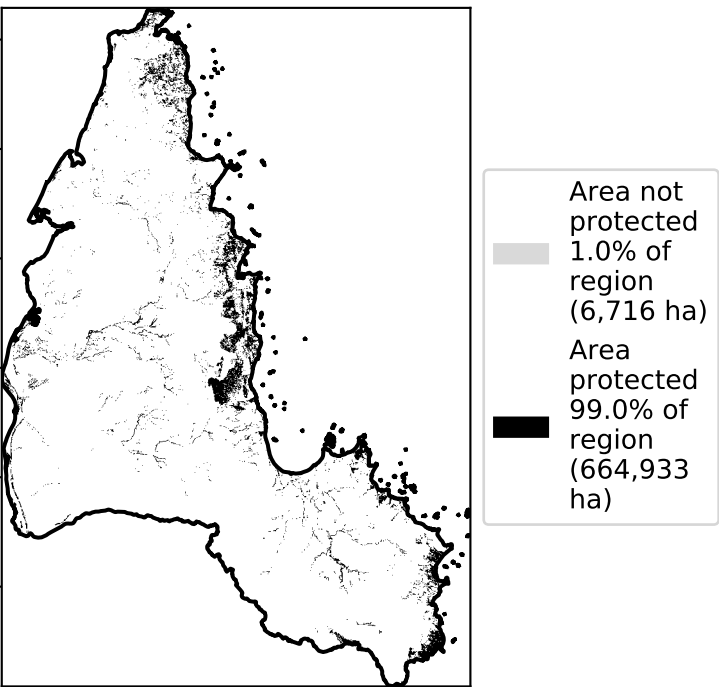 Area not
protected
1.0% of
region
(6,716 ha)
Area
protected
99.0% of
region
(664,933
ha)